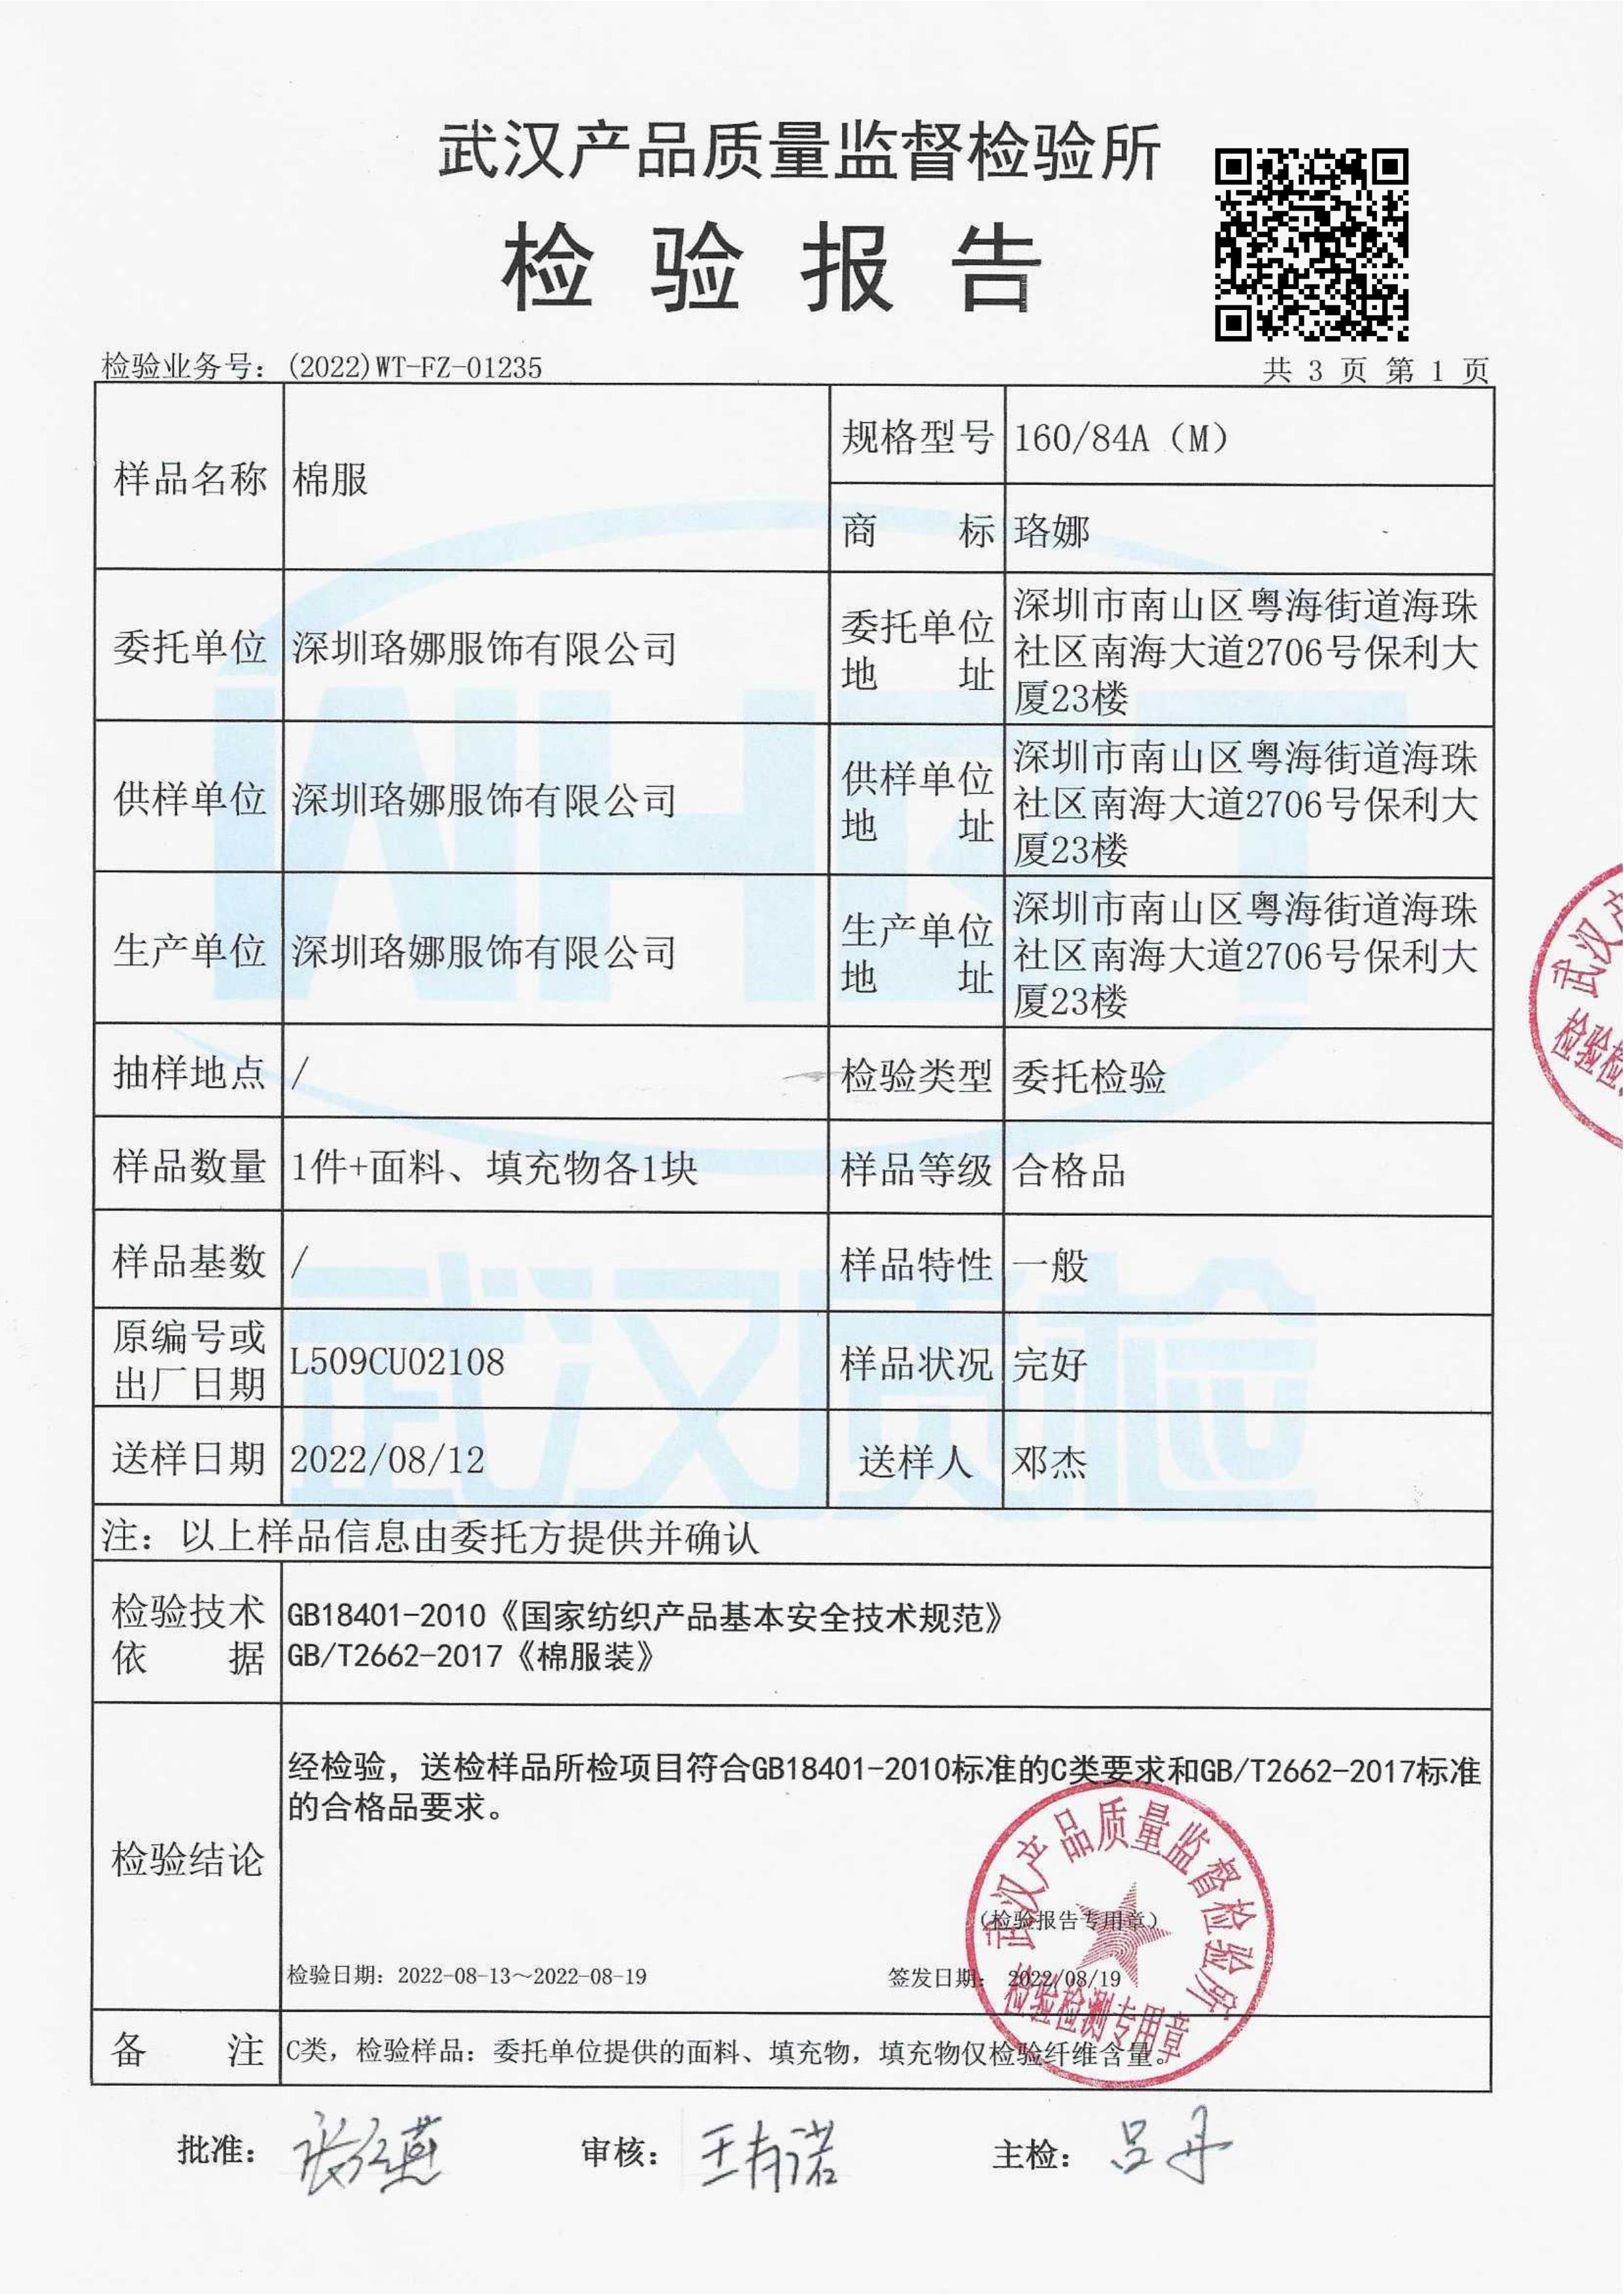 武汉产品质量监督检验所
检 验 报 告
检验业务号：(2022)WT-FZ-01235
共 3 页 第 1 页
样品名称
棉服
规格型号
160/84A（M）
商 标
珞娜
委托单位
深圳珞娜服饰有限公司
委托单位
地 址
深圳市南山区粤海街道海珠
社区南海大道2706号保利大
厦23楼
供样单位
深圳珞娜服饰有限公司
供样单位
地 址
深圳市南山区粤海街道海珠
社区南海大道2706号保利大
厦23楼
生产单位
深圳珞娜服饰有限公司
生产单位
地 址
深圳市南山区粤海街道海珠
社区南海大道2706号保利大
厦23楼
抽样地点
/
检验类型
委托检验
样品数量
1件+面料、填充物各1块
样品等级
合格品
样品基数
/
样品特性
一般
原编号或
出厂日期
L509CU02108
样品状况
完好
送样日期
2022/08/12
送样人
邓杰
注：以上样品信息由委托方提供并确认
检验技术
依 据
GB18401-2010《国家纺织产品基本安全技术规范》
GB/T2662-2017《棉服装》
检验结论
经检验，送检样品所检项目符合GB18401-2010标准的C类要求和GB/T2662-2017标准
的合格品要求。
（检验报告专用章）
检验日期：2022-08-13～2022-08-19
签发日期： 2022/08/19
备 注
C类，检验样品：委托单位提供的面料、填充物，填充物仅检验纤维含量。
武汉产品质量监督检验所
检验检测专用章
批准：
审核：
王有诺
主检：
吕丹
武汉产
检验检
WHQT
武汉质检